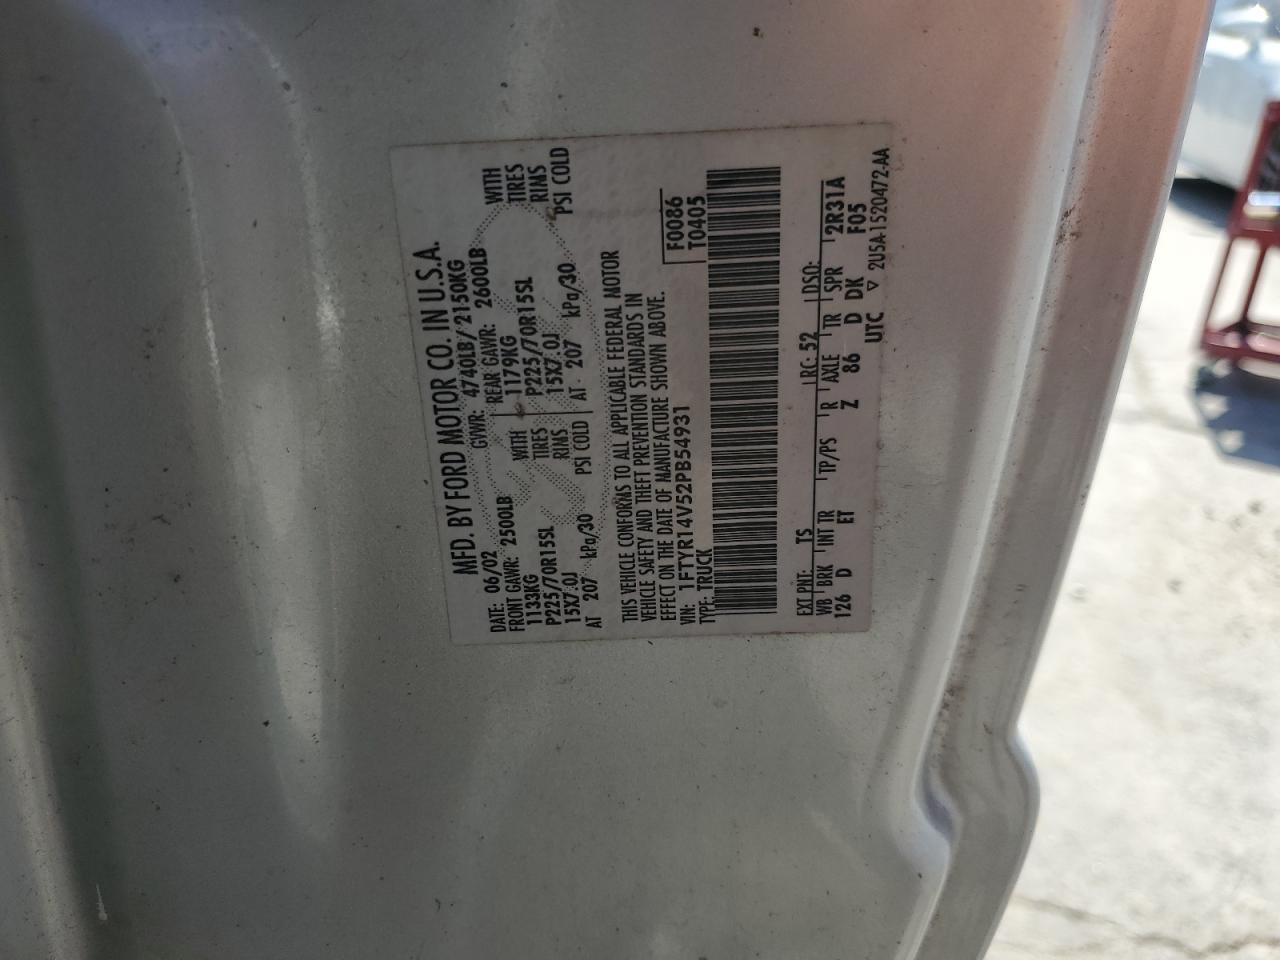 MFD. BY FORD MOTOR CO. IN U.S.A.
DATE: 06/02 GVWR: 4740LB/ 2150KG
FRONT GAWR: 2500LB REAR GAWR: 2600LB
1133KG WITH 1179KG WITH
P225/70R15SL TIRES P225/70R15SL TIRES
15X7.0J RIMS 15X7.0J RIMS
AT 207 kPa/30 PSI COLD AT 207 kPa/30 PSI COLD
THIS VEHICLE CONFORMS TO ALL APPLICABLE FEDERAL MOTOR
VEHICLE SAFETY AND THEFT PREVENTION STANDARDS IN
EFFECT ON THE DATE OF MANUFACTURE SHOWN ABOVE.
VIN: 1FTYR14V52PB54931 F0086
TYPE: TRUCK T0405
EXT PNT: TS RC: 52 DSO:
WB BRK INT TR TP/PS R AXLE TR SPR 2R31A
126 D ET Z 86 D DK F05
UTC ▽ 2U5A-1520472-AA